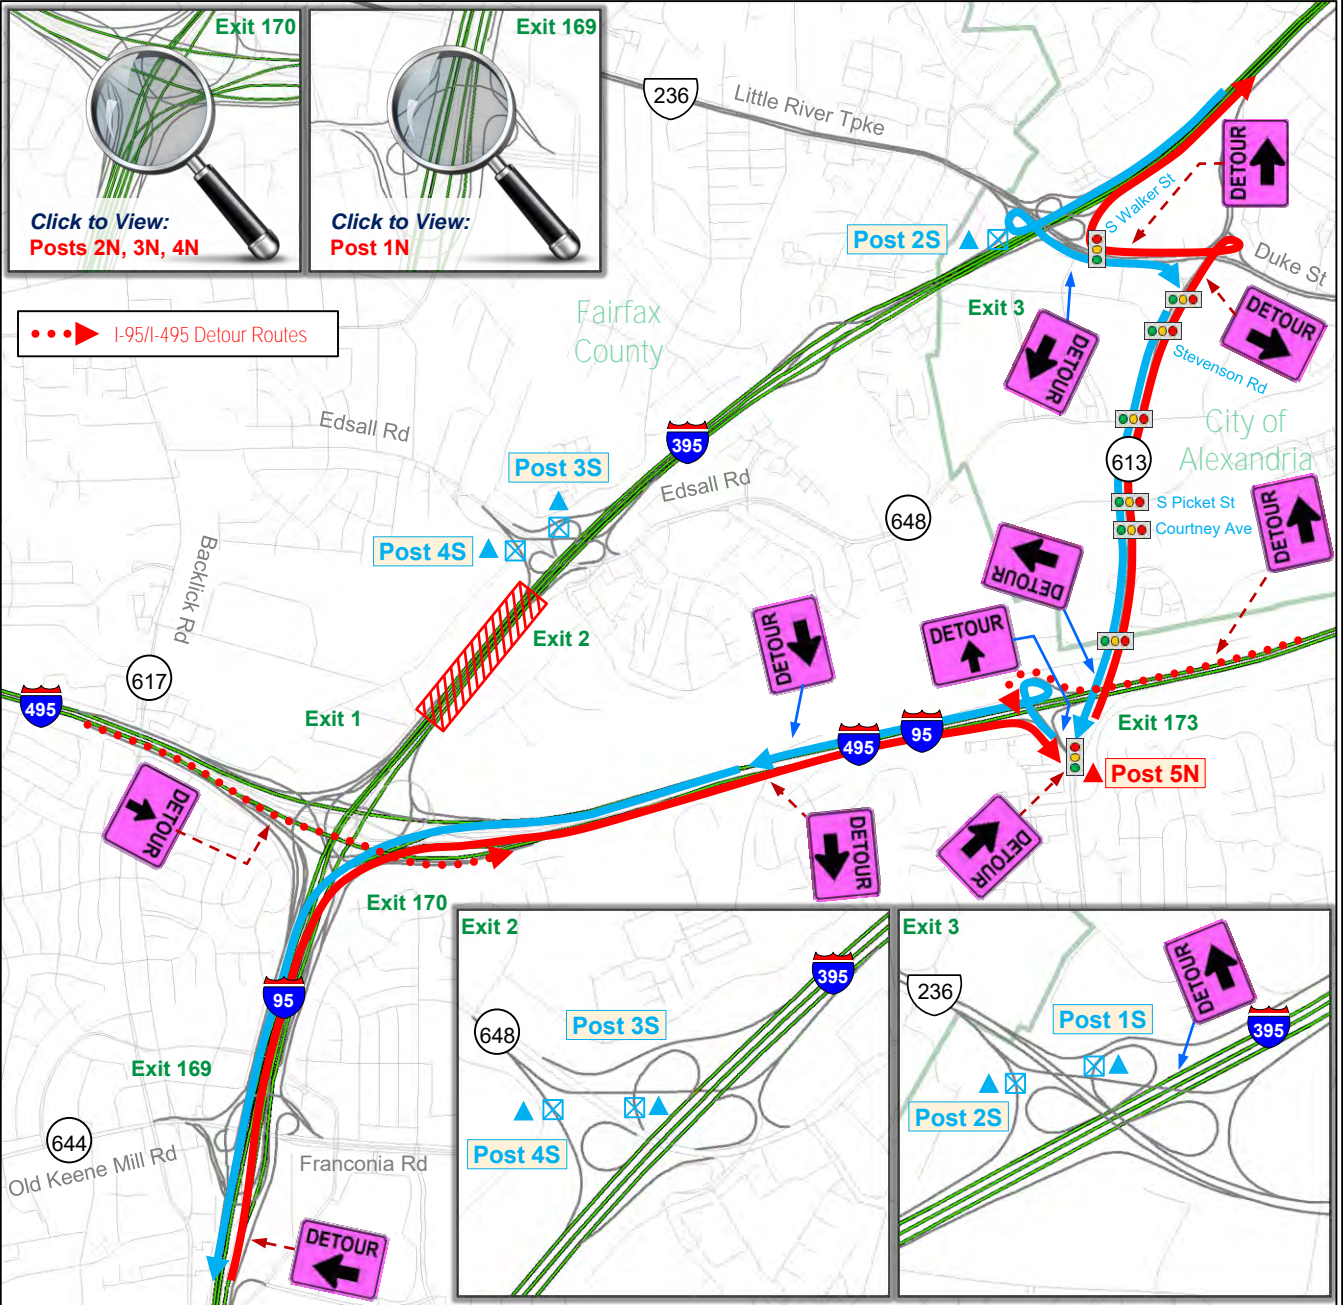 Exit 170
Click to View:
Posts 2N, 3N, 4N
Exit 169
Click to View:
Post 1N
I-95/I-495 Detour Routes
236
Little River Tpke
DETOUR
S Walker St
Post 2S
Duke St
Exit 3
DETOUR
DETOUR
Stevenson Rd
Fairfax
County
City of
Alexandria
Edsall Rd
395
Post 3S
Edsall Rd
613
S Picket St
Courtney Ave
648
DETOUR
DETOUR
Post 4S
Backlick Rd
Exit 2
DETOUR
DETOUR
617
495
Exit 1
495
95
Exit 173
Post 5N
DETOUR
DETOUR
DETOUR
Exit 170
95
Exit 169
644
Old Keene Mill Rd
Franconia Rd
DETOUR
Exit 2
395
648
Post 3S
Post 4S
Exit 3
236
DETOUR
395
Post 1S
Post 2S